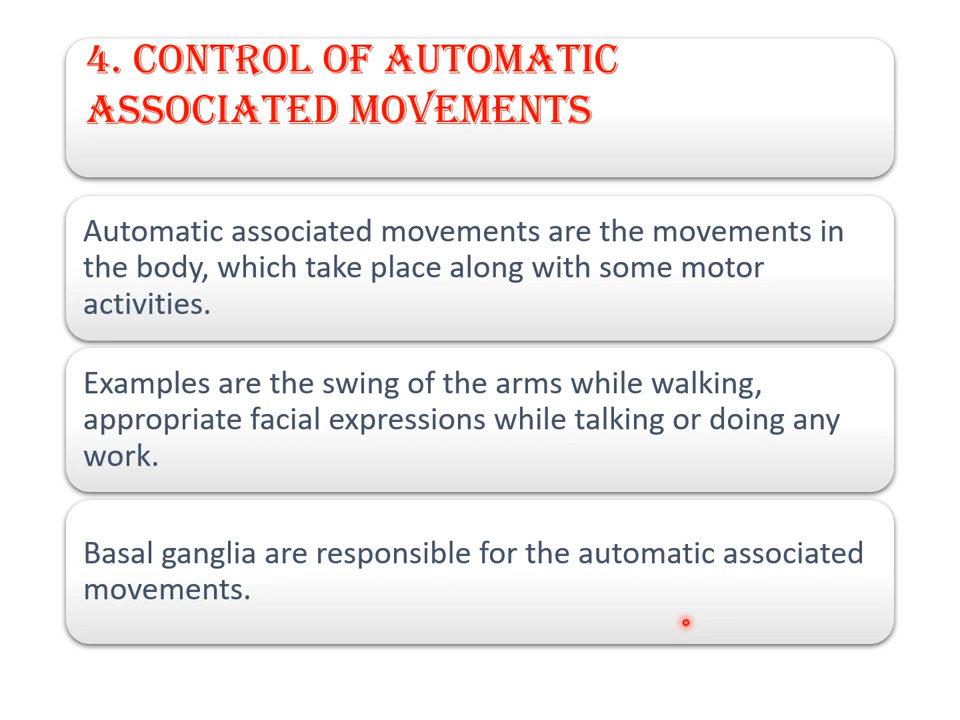 4. CONTROL OF AUTOMATIC
ASSOCIATED MOVEMENTS
Automatic associated movements are the movements in
the body, which take place along with some motor
activities.
Examples are the swing of the arms while walking,
appropriate facial expressions while talking or doing any
work.
Basal ganglia are responsible for the automatic associated
movements.